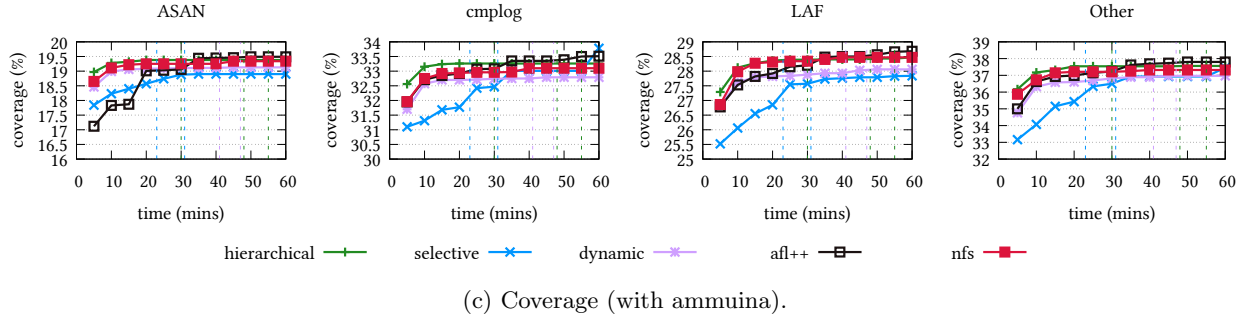 ASAN
cmplog
LAF
Other
coverage (%)
20
19.5
19
18.5
18
17.5
17
16.5
16
0 10 20 30 40 50 60
time (mins)
coverage (%)
34
33.5
33
32.5
32
31.5
31
30.5
30
0 10 20 30 40 50 60
time (mins)
coverage (%)
29
28.5
28
27.5
27
26.5
26
25.5
25
0 10 20 30 40 50 60
time (mins)
coverage (%)
39
38
37
36
35
34
33
32
0 10 20 30 40 50 60
time (mins)
hierarchical selective dynamic afl++ nfs
(c) Coverage (with ammuina).